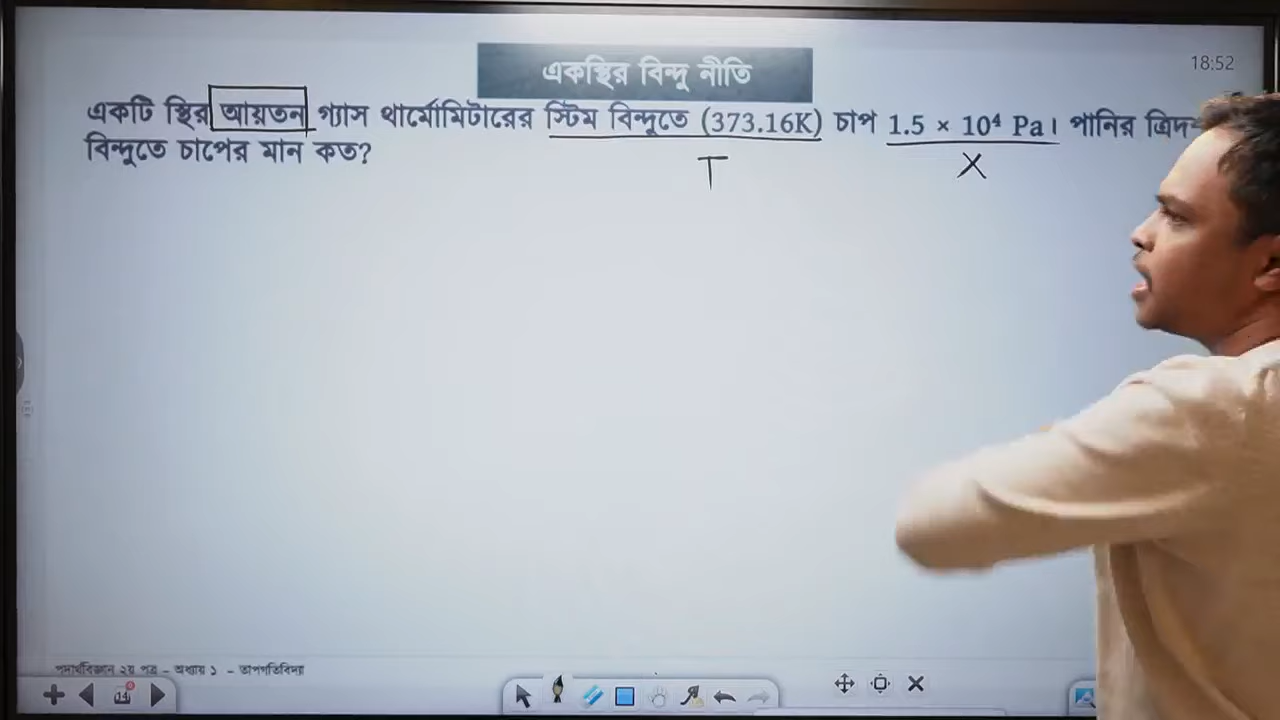 একস্থির বিন্দু নীতি
18:52
একটি স্থির আয়তন গ্যাস থার্মোমিটারের স্টিম বিন্দুতে (373.16K) চাপ 1.5 × 10⁴ Pa। পানির
বিন্দুতে চাপের মান কত?
T X
পদার্থবিজ্ঞান ২য় পত্র – অধ্যায় ১ – তাপগতিবিদ্যা